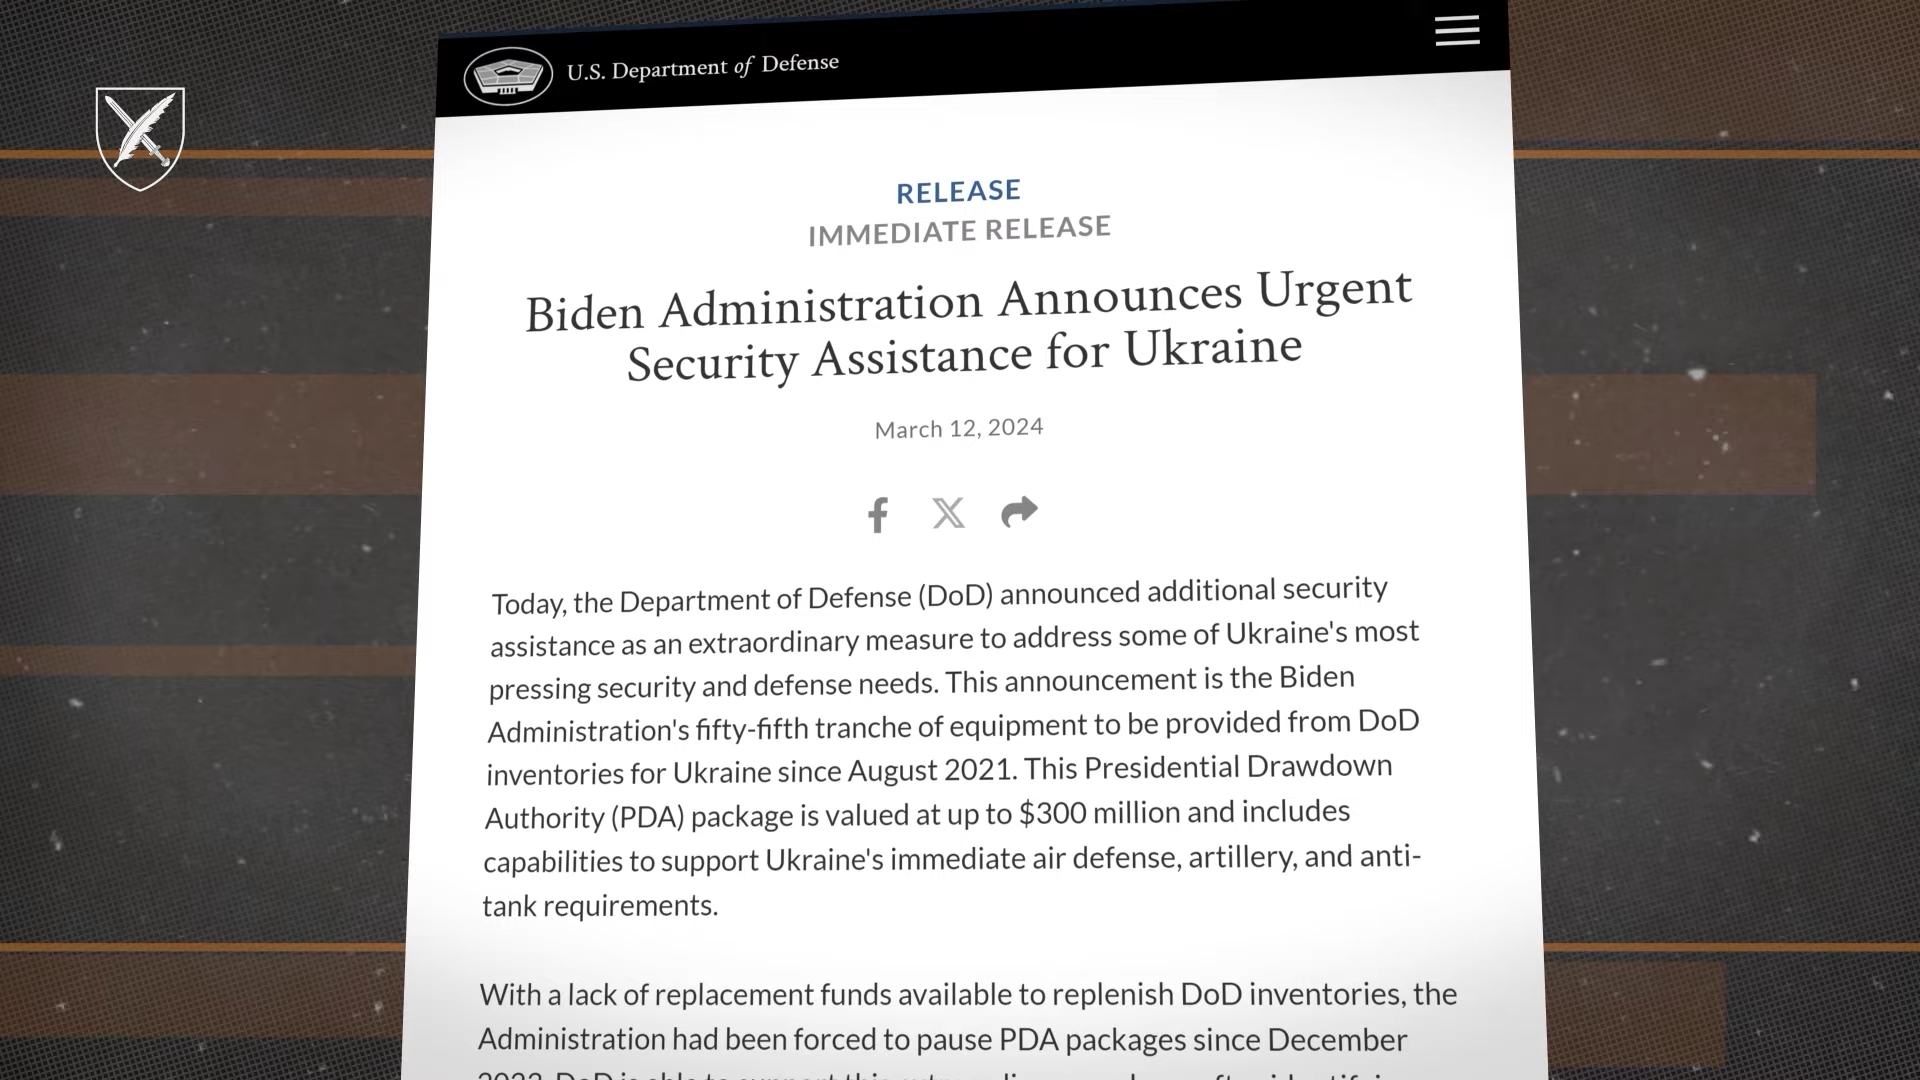 U.S. Department of Defense
RELEASE
IMMEDIATE RELEASE
Biden Administration Announces Urgent
Security Assistance for Ukraine
March 12, 2024
Today, the Department of Defense (DoD) announced additional security
assistance as an extraordinary measure to address some of Ukraine's most
pressing security and defense needs. This announcement is the Biden
Administration's fifty-fifth tranche of equipment to be provided from DoD
inventories for Ukraine since August 2021. This Presidential Drawdown
Authority (PDA) package is valued at up to $300 million and includes
capabilities to support Ukraine's immediate air defense, artillery, and anti-
tank requirements.
With a lack of replacement funds available to replenish DoD inventories, the
Administration had been forced to pause PDA packages since December